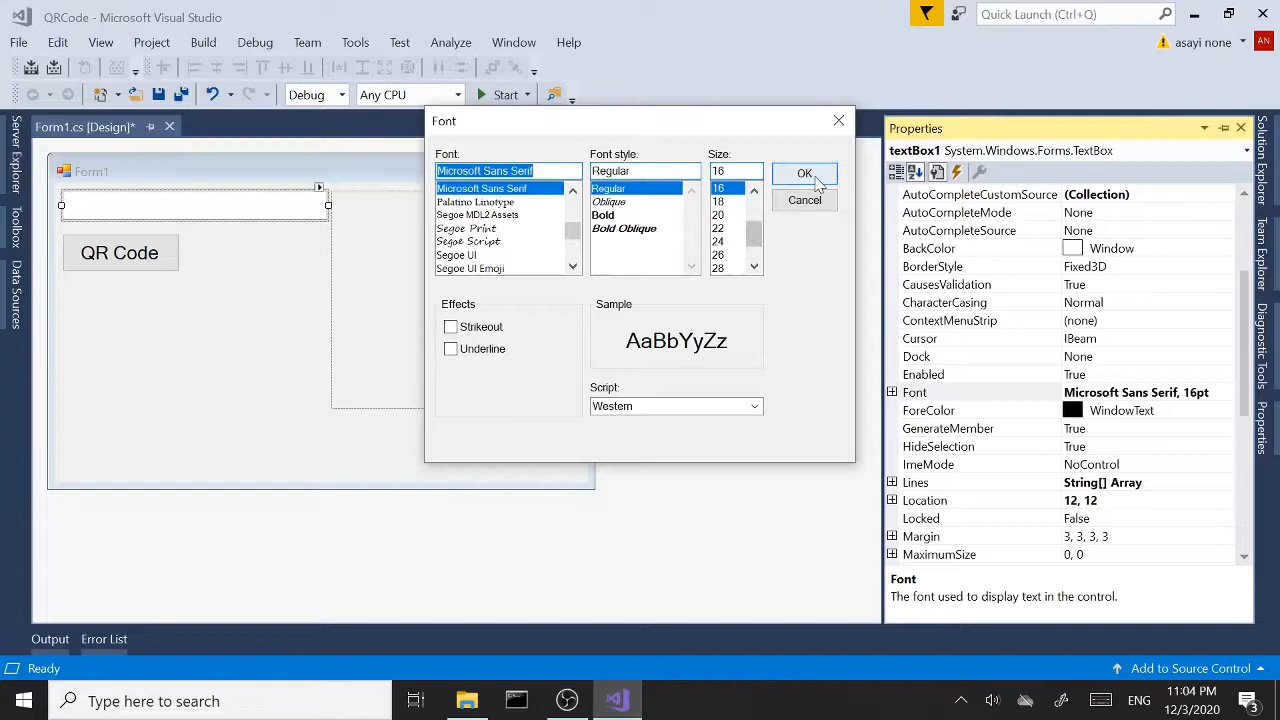 QRCode - Microsoft Visual Studio
Quick Launch (Ctrl+Q)
File Edit View Project Build Debug Team Tools Test Analyze Window Help
asayi none
AN
Debug
Any CPU
Start
Form1.cs [Design]*
Server Explorer
Toolbox
Data Sources
Form1
QR Code
Font
Font:
Microsoft Sans Serif
Microsoft Sans Serif
Palatino Linotype
Segoe MDL2 Assets
Segoe Print
Segoe Script
Segoe UI
Segoe UI Emoji
Font style:
Regular
Regular
Oblique
Bold
Bold Oblique
Size:
16
16
18
20
22
24
26
28
OK
Cancel
Effects
Strikeout
Underline
Sample
AaBbYyZz
Script:
Western
Properties
textBox1 System.Windows.Forms.TextBox
AutoCompleteCustomSource (Collection)
AutoCompleteMode None
AutoCompleteSource None
BackColor Window
BorderStyle Fixed3D
CausesValidation True
CharacterCasing Normal
ContextMenuStrip (none)
Cursor IBeam
Dock None
Enabled True
Font Microsoft Sans Serif, 16pt
ForeColor WindowText
GenerateMember True
HideSelection True
ImeMode NoControl
Lines String[] Array
Location 12, 12
Locked False
Margin 3, 3, 3, 3
MaximumSize 0, 0
Font
The font used to display text in the control.
Solution Explorer
Team Explorer
Diagnostic Tools
Properties
Output Error List
Ready
Add to Source Control
Type here to search
ENG
11:04 PM
12/3/2020
3